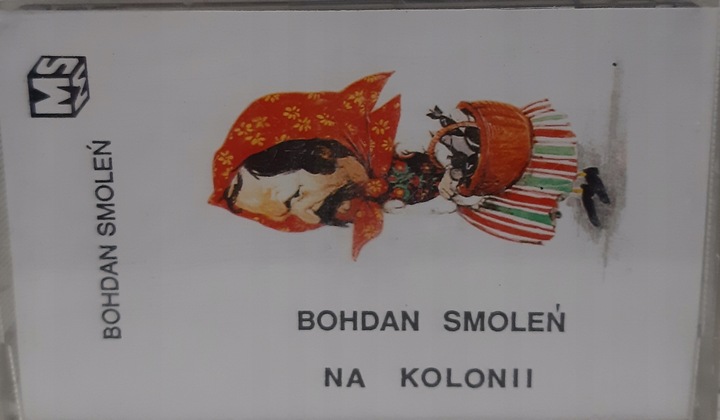 MS
BOHDAN SMOLEŃ
BOHDAN SMOLEŃ
NA KOLONII